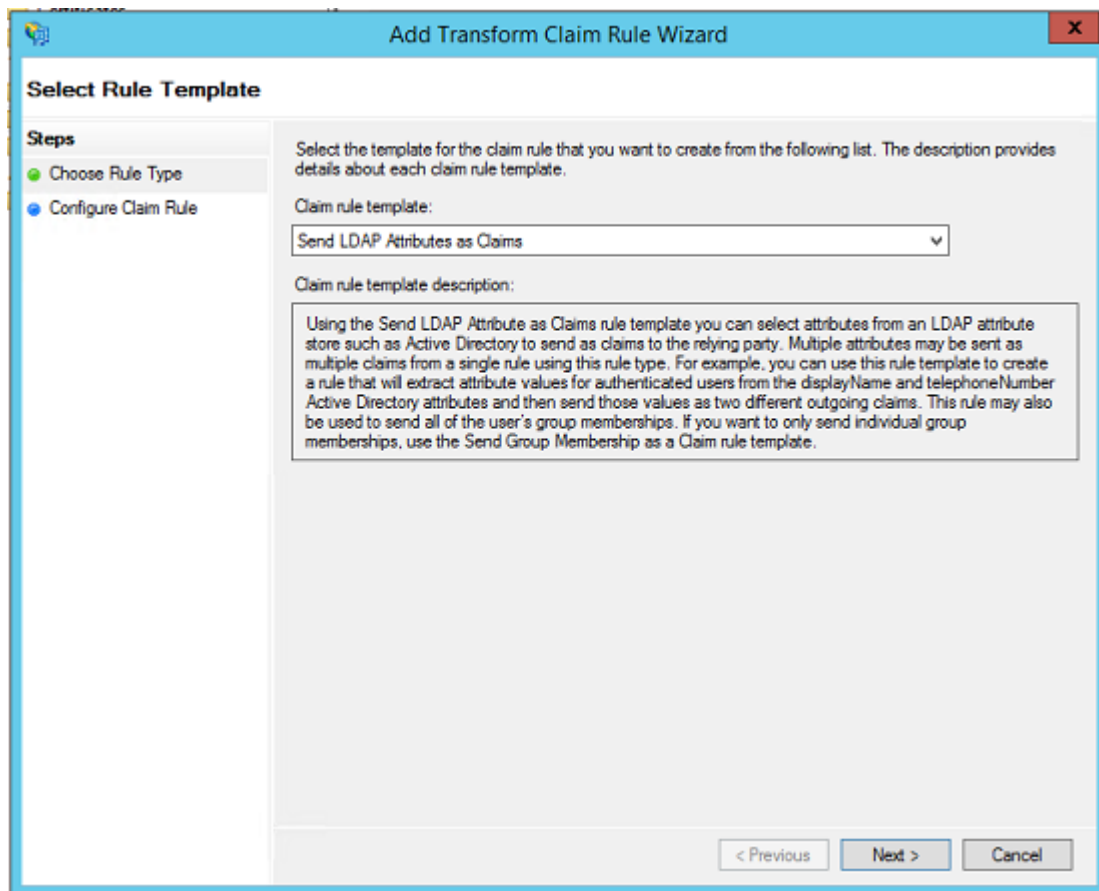 Add Transform Claim Rule Wizard
x
Select Rule Template
Steps
Choose Rule Type
Configure Claim Rule
Select the template for the claim rule that you want to create from the following list. The description provides
details about each claim rule template.
Claim rule template:
Send LDAP Attributes as Claims
Claim rule template description:
Using the Send LDAP Attribute as Claims rule template you can select attributes from an LDAP attribute
store such as Active Directory to send as claims to the relying party. Multiple attributes may be sent as
multiple claims from a single rule using this rule type. For example, you can use this rule template to create
a rule that will extract attribute values for authenticated users from the displayName and telephoneNumber
Active Directory attributes and then send those values as two different outgoing claims. This rule may also
be used to send all of the user's group memberships. If you want to only send individual group
memberships, use the Send Group Membership as a Claim rule template.
< Previous
Next >
Cancel